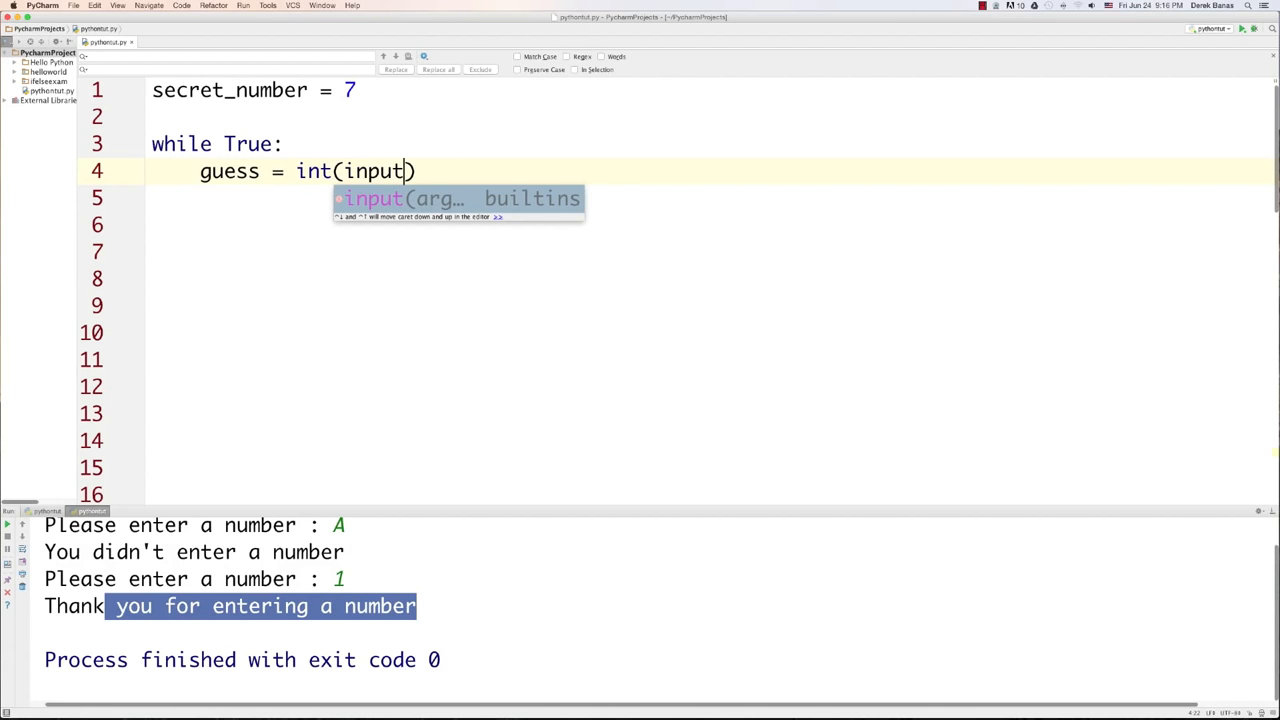 PyCharm File Edit View Navigate Code Refactor Run Tools VCS Window Help
10 Fri Jun 24 9:16 PM Derek Banas
pythontut.py - PycharmProjects - [~/PycharmProjects]
PycharmProjects pythontut.py
pythontut
pythontut.py ×
PycharmProject
Hello Python
helloworld
ifelseexam
pythontut.py
External Librarie
Match Case Regex Words
Replace Replace all Exclude Preserve Case In Selection
1 secret_number = 7
2
3 while True:
4 guess = int(input)
5 input(arg… builtins
^↓ and ^↑ will move caret down and up in the editor >>
6
7
8
9
10
11
12
13
14
15
16
Run: pythontut pythontut
Please enter a number : A
You didn't enter a number
Please enter a number : 1
Thank you for entering a number
Process finished with exit code 0
4:22 LF÷ UTF-8÷